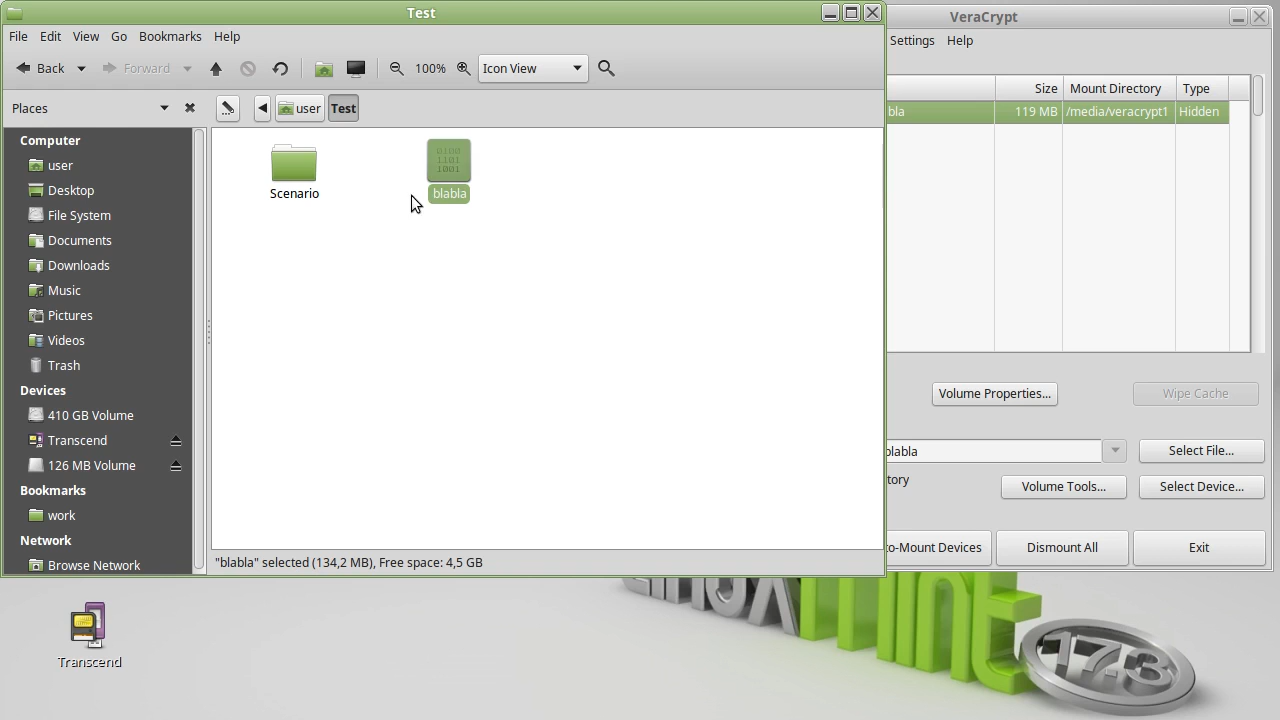 Test
File Edit View Go Bookmarks Help
Back Forward 100% Icon View
Places
user Test
Computer
user
Desktop
File System
Documents
Downloads
Music
Pictures
Videos
Trash
Devices
410 GB Volume
Transcend
126 MB Volume
Bookmarks
work
Network
Browse Network
Scenario
blabla
"blabla" selected (134,2 MB), Free space: 4,5 GB
VeraCrypt
Settings Help
Size Mount Directory Type
bla 119 MB /media/veracrypt1 Hidden
Volume Properties... Wipe Cache
blabla Select File...
tory Volume Tools... Select Device...
to-Mount Devices Dismount All Exit
Transcend
linuxmint
17.3